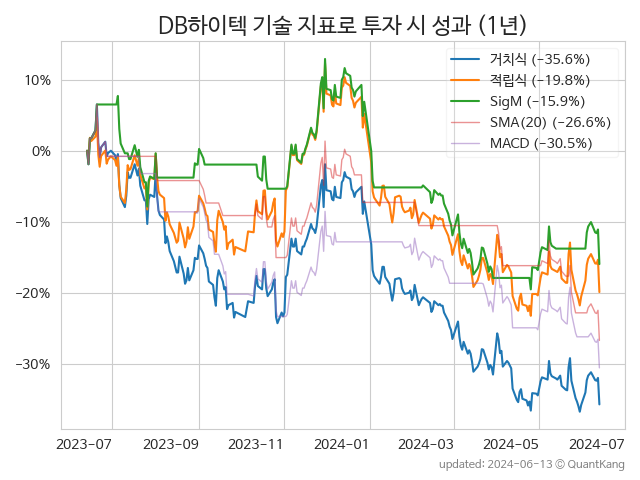 DB하이텍 기술 지표로 투자 시 성과 (1년)
거치식 (−35.6%)
적립식 (−19.8%)
SigM (−15.9%)
SMA(20) (−26.6%)
MACD (−30.5%)
10%
0%
−10%
−20%
−30%
2023-07 2023-09 2023-11 2024-01 2024-03 2024-05 2024-07
updated: 2024-06-13 © QuantKang